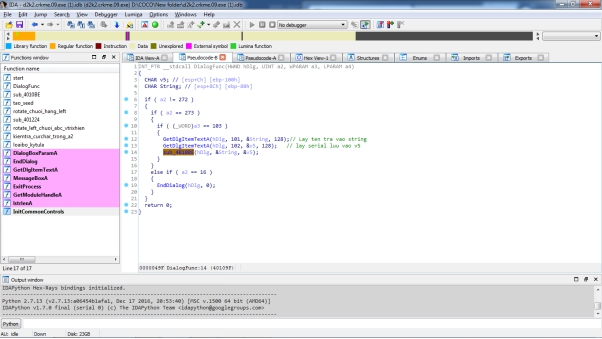 IDA - d2k2.crkme.09.exe (d2k2.crkme.09.exe).idb (d2k2.crkme.09.exe) D:\COCO\New folder\d2k2.crkme.09.exe).idb
File Edit Jump Search View Debugger Lumina Options Windows Help
No debugger
Library function Regular function Instruction Data Unexplored External symbol Lumina function
Functions window IDA View-A Pseudocode-B Pseudocode-A Hex View-1 Structures Enums Imports Exports
Function name
start
DialogFunc
sub_4010BE
tao_seed
rotate_chuoi_hang_left
sub_401224
rotate_left_chuoi_abc_vtrixhien
kiemtra_curchar_trong_a2
loaibo_kytula
DialogBoxParamA
EndDialog
GetDlgItemTextA
MessageBoxA
ExitProcess
GetModuleHandleA
lstrlenA
InitCommonControls
Line 17 of 17
1 INT_PTR __stdcall DialogFunc(HWND hDlg, UINT a2, WPARAM a3, LPARAM a4)
2 {
3 CHAR v5; // [esp+Ch] [ebp-100h]
4 CHAR String; // [esp+8Ch] [ebp-80h]
5
6 if ( a2 != 272 )
7 {
8 if ( a2 == 273 )
9 {
10 if ( (_WORD)a3 == 103 )
11 {
12 GetDlgItemTextA(hDlg, 101, &String, 128);// Lay ten tra vao string
13 GetDlgItemTextA(hDlg, 102, &v5, 128); // lay serial luu vao v5
14 sub_4010BE(hDlg, &String, &v5);
15 }
16 }
17 else if ( a2 == 16 )
18 {
19 EndDialog(hDlg, 0);
20 }
21 }
22 return 0;
23 }
0000049F DialogFunc:14 (40109F)
Output window
IDAPython Hex-Rays bindings initialized.
Python 2.7.13 (v2.7.13:a06454b1afa1, Dec 17 2016, 20:53:40) [MSC v.1500 64 bit (AMD64)]
IDAPython v1.7.0 final (serial 0) (c) The IDAPython Team <idapython@googlegroups.com>
Python
AU: idle Down Disk: 23GB